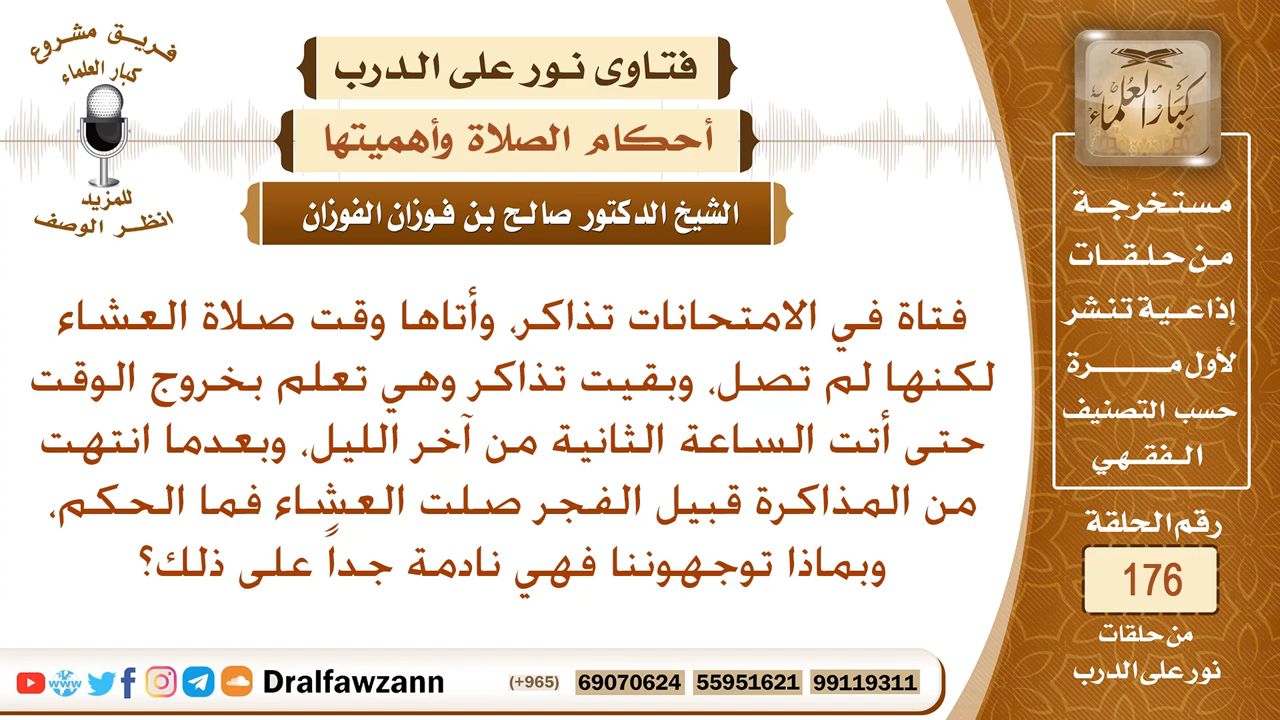 فتاوى نور على الدرب
أحكام الصلاة وأهميتها
الشيخ الدكتور صالح بن فوزان الفوزان
فريق مشروع
كبار العلماء
للمزيد
انظر الوصف
فتاة في الامتحانات تذاكر، وأتاها وقت صلاة العشاء
لكنها لم تصل، وبقيت تذاكر وهي تعلم بخروج الوقت
حتى أتت الساعة الثانية من آخر الليل، وبعدما انتهت
من المذاكرة قبيل الفجر صلت العشاء فما الحكم،
وبماذا توجهوننا فهي نادمة جداً على ذلك؟
كبار العلماء
مستخرجة
من حلقات
إذاعية تنشر
لأول مرة
حسب التصنيف
الفقهي
رقم الحلقة
176
من حلقات
نور على الدرب
www Dralfawzann (+965) 69070624 55951621 99119311